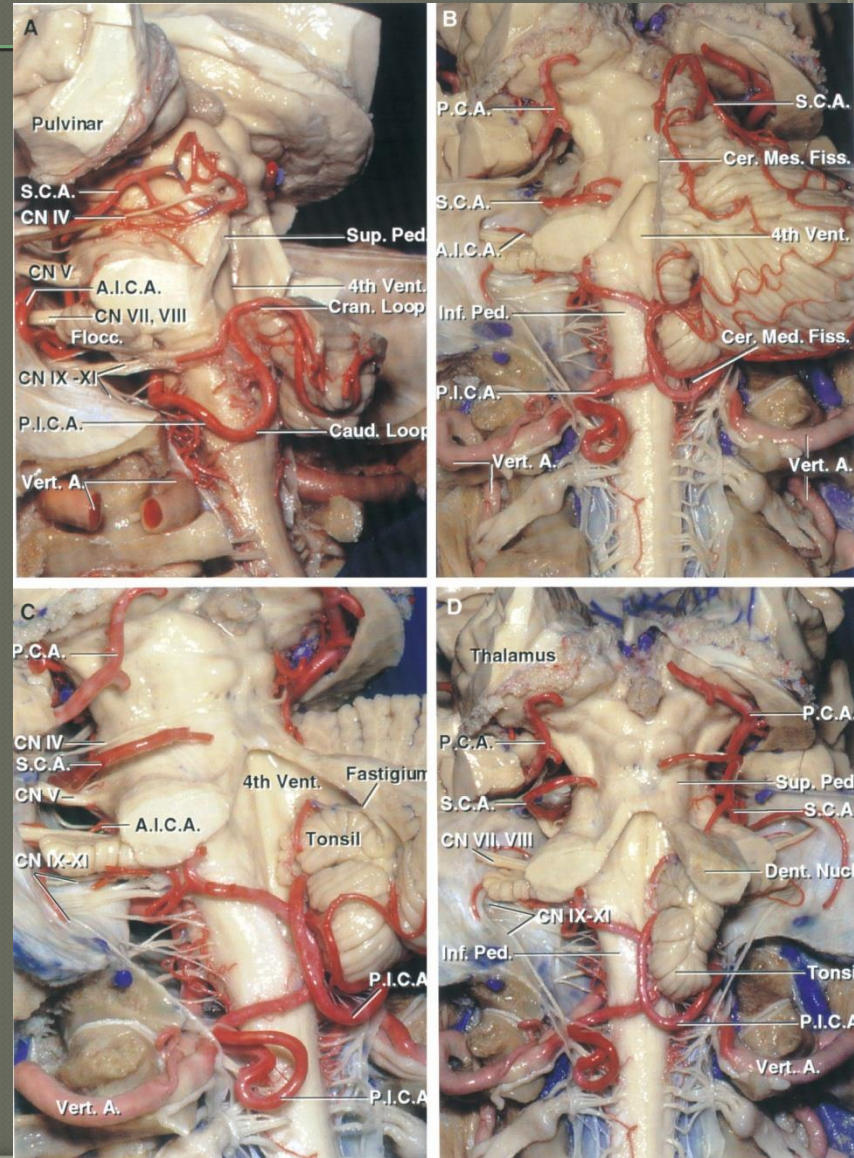 A
Pulvinar
S.C.A.
CN IV
Sup. Ped.
CN V
A.I.C.A.
4th Vent.
CN VII, VIII
Cran. Loop
Flocc.
CN IX-XI
P.I.C.A.
Caud. Loop
Vert. A.
B
P.C.A.
S.C.A.
Cer. Mes. Fiss.
S.C.A.
4th Vent.
A.I.C.A.
Inf. Ped.
Cer. Med. Fiss.
P.I.C.A.
Vert. A.
Vert. A.
C
P.C.A.
CN IV
S.C.A.
4th Vent.
Fastigium
CN V
A.I.C.A.
Tonsil
CN IX-XI
P.I.C.A
P.I.C.A
Vert. A.
D
Thalamus
P.C.A.
P.C.A.
Sup. Ped
S.C.A.
S.C.A
CN VII, VIII
Dent. Nucl
CN IX-XI
Inf. Ped.
Tonsi
P.I.C.A
Vert. A.